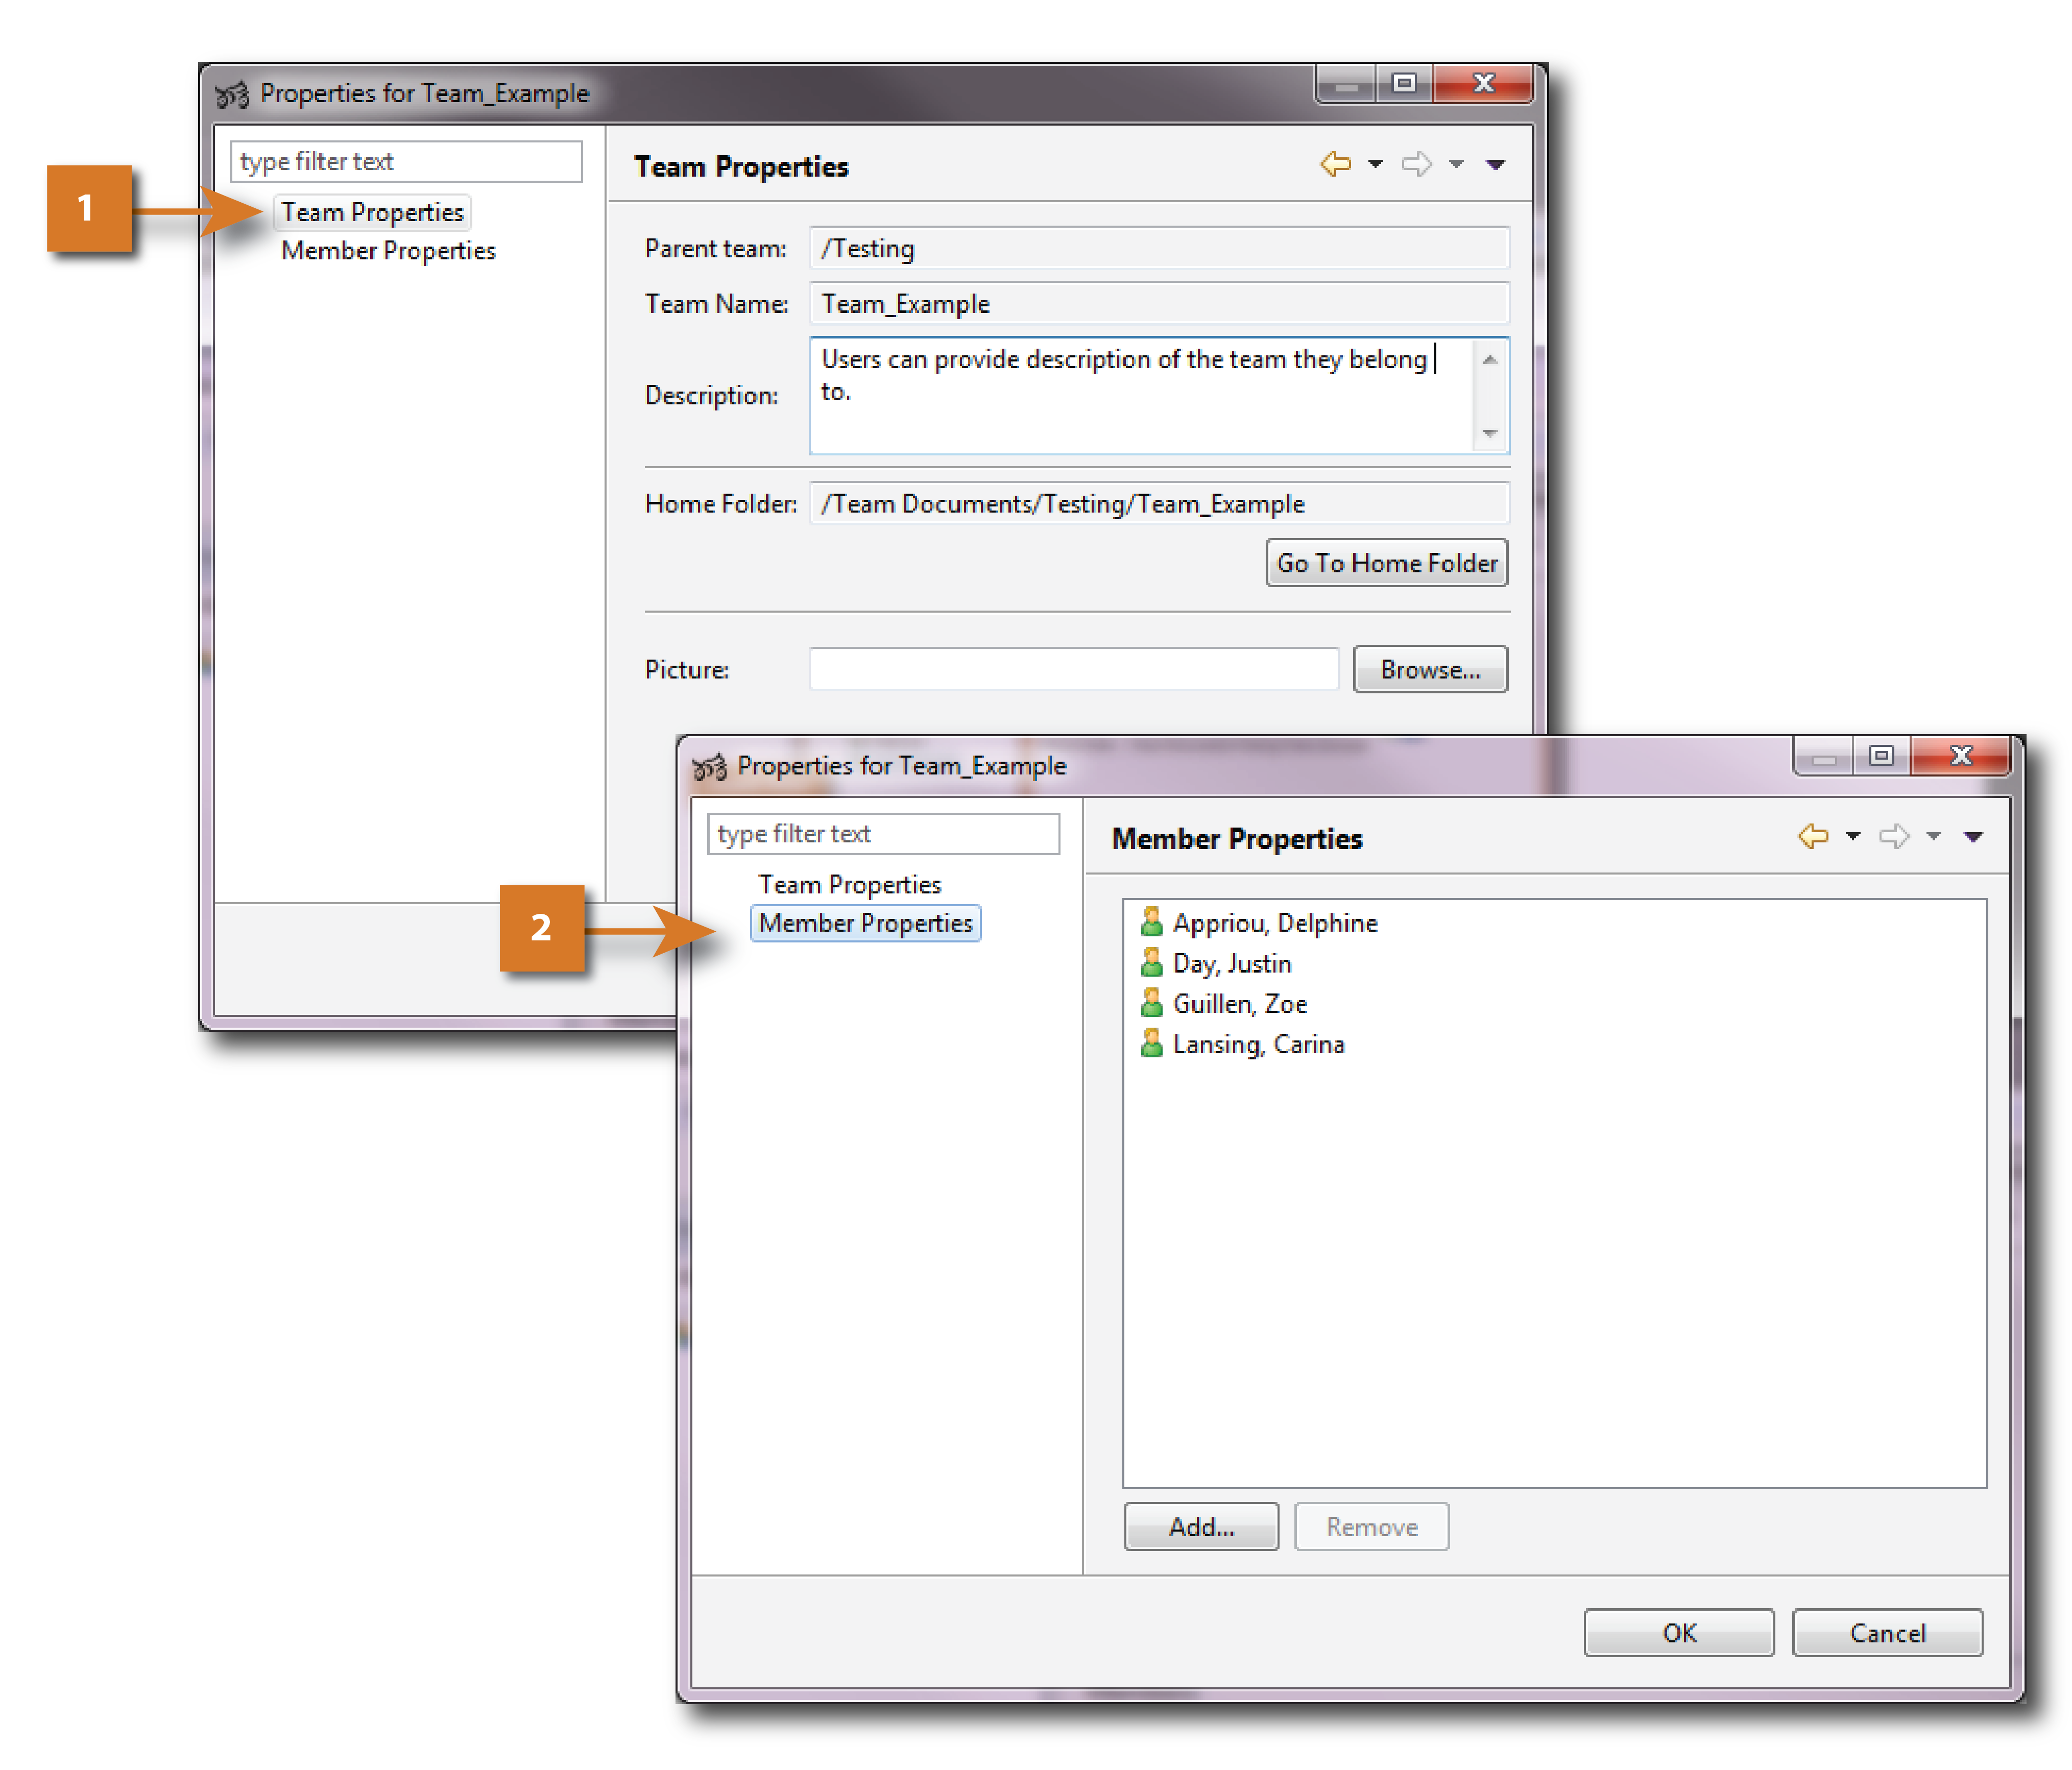 Properties for Team_Example
type filter text
1
Team Properties
Member Properties
Team Properties
Parent team: /Testing
Team Name: Team_Example
Description: Users can provide description of the team they belong
to.
Home Folder: /Team Documents/Testing/Team_Example
Go To Home Folder
Picture:
Browse...
Properties for Team_Example
type filter text
Team Properties
2
Member Properties
Member Properties
Appriou, Delphine
Day, Justin
Guillen, Zoe
Lansing, Carina
Add...
Remove
OK
Cancel